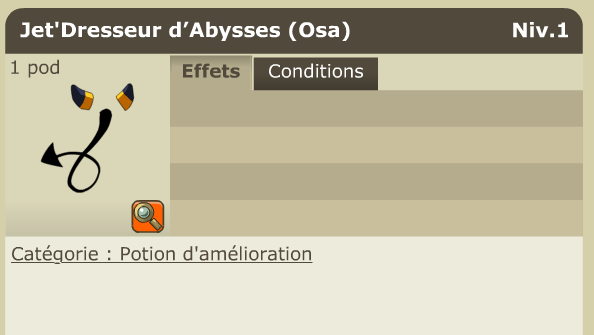 Jet'Dresseur d’Abysses (Osa) Niv.1
1 pod
Effets Conditions
Catégorie : Potion d'amélioration